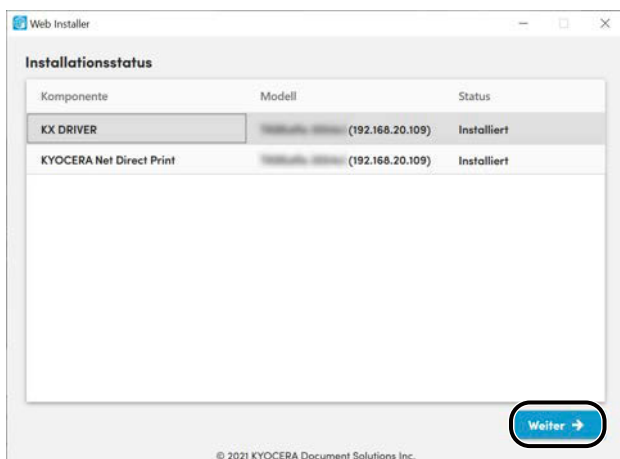 Web Installer
Installationsstatus
Komponente Modell Status
KX DRIVER (192.168.20.109) Installiert
KYOCERA Net Direct Print (192.168.20.109) Installiert
Weiter →
© 2021 KYOCERA Document Solutions Inc.